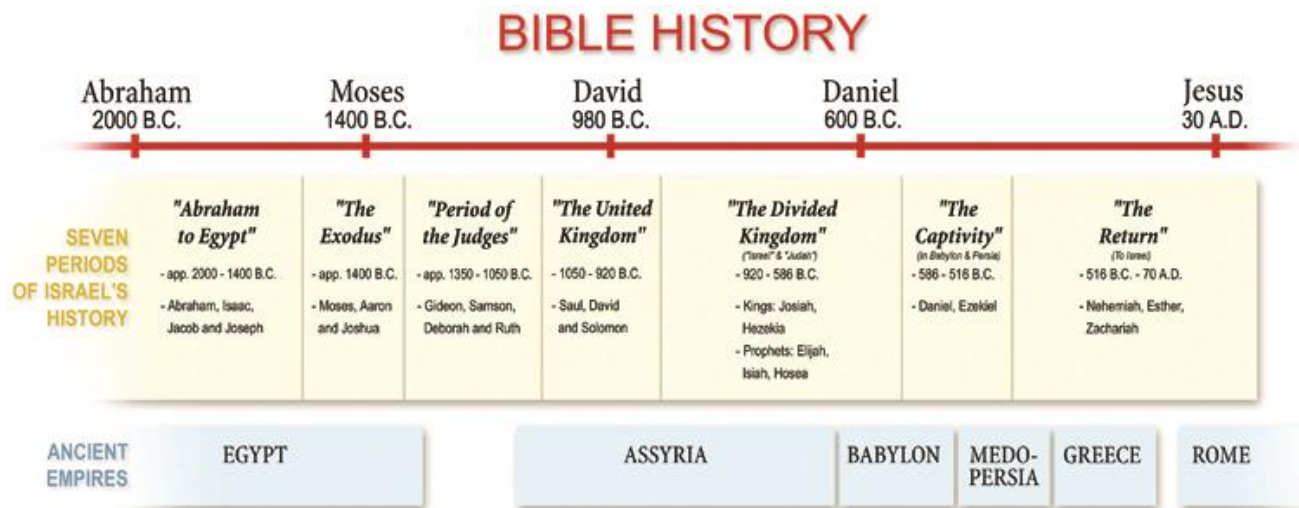 BIBLE HISTORY
Abraham
2000 B.C.
Moses
1400 B.C.
David
980 B.C.
Daniel
600 B.C.
Jesus
30 A.D.
SEVEN
PERIODS
OF ISRAEL'S
HISTORY
"Abraham
to Egypt"
- app. 2000 - 1400 B.C.
- Abraham, Isaac,
Jacob and Joseph
"The
Exodus"
- app. 1400 B.C.
- Moses, Aaron
and Joshua
"Period of
the Judges"
- app. 1350 - 1050 B.C.
- Gideon, Samson,
Deborah and Ruth
"The United
Kingdom"
- 1050 - 920 B.C.
- Saul, David
and Solomon
"The Divided
Kingdom"
("Israel" & "Judah")
- 920 - 586 B.C.
- Kings: Josiah,
Hezekia
- Prophets: Elijah,
Isiah, Hosea
"The
Captivity"
(in Babylon & Persia)
- 586 - 516 B.C.
- Daniel, Ezekiel
"The
Return"
(To Israel)
- 516 B.C. - 70 A.D.
- Nehemiah, Esther,
Zachariah
ANCIENT
EMPIRES
EGYPT
ASSYRIA
BABYLON
MEDO-
PERSIA
GREECE
ROME